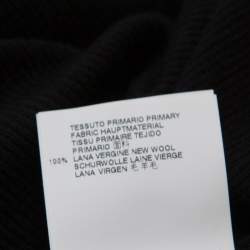 TESSUTO PRIMARIO PRIMARY
FABRIC HAUPTMATERIAL
TISSU PRIMAIRE TEJIDO
PRIMARIO 面料
100% LANA VERGINE NEW WOOL
SCHURWOLLE LAINE VIERGE
LANA VIRGEN 毛 羊毛